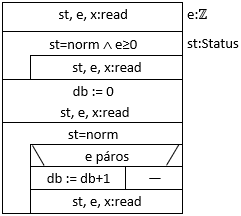 st, e, x:read
e:ℤ
st=norm ∧ e≥0
st:Status
st, e, x:read
db := 0
st, e, x:read
st=norm
e páros
db := db+1
—
st, e, x:read